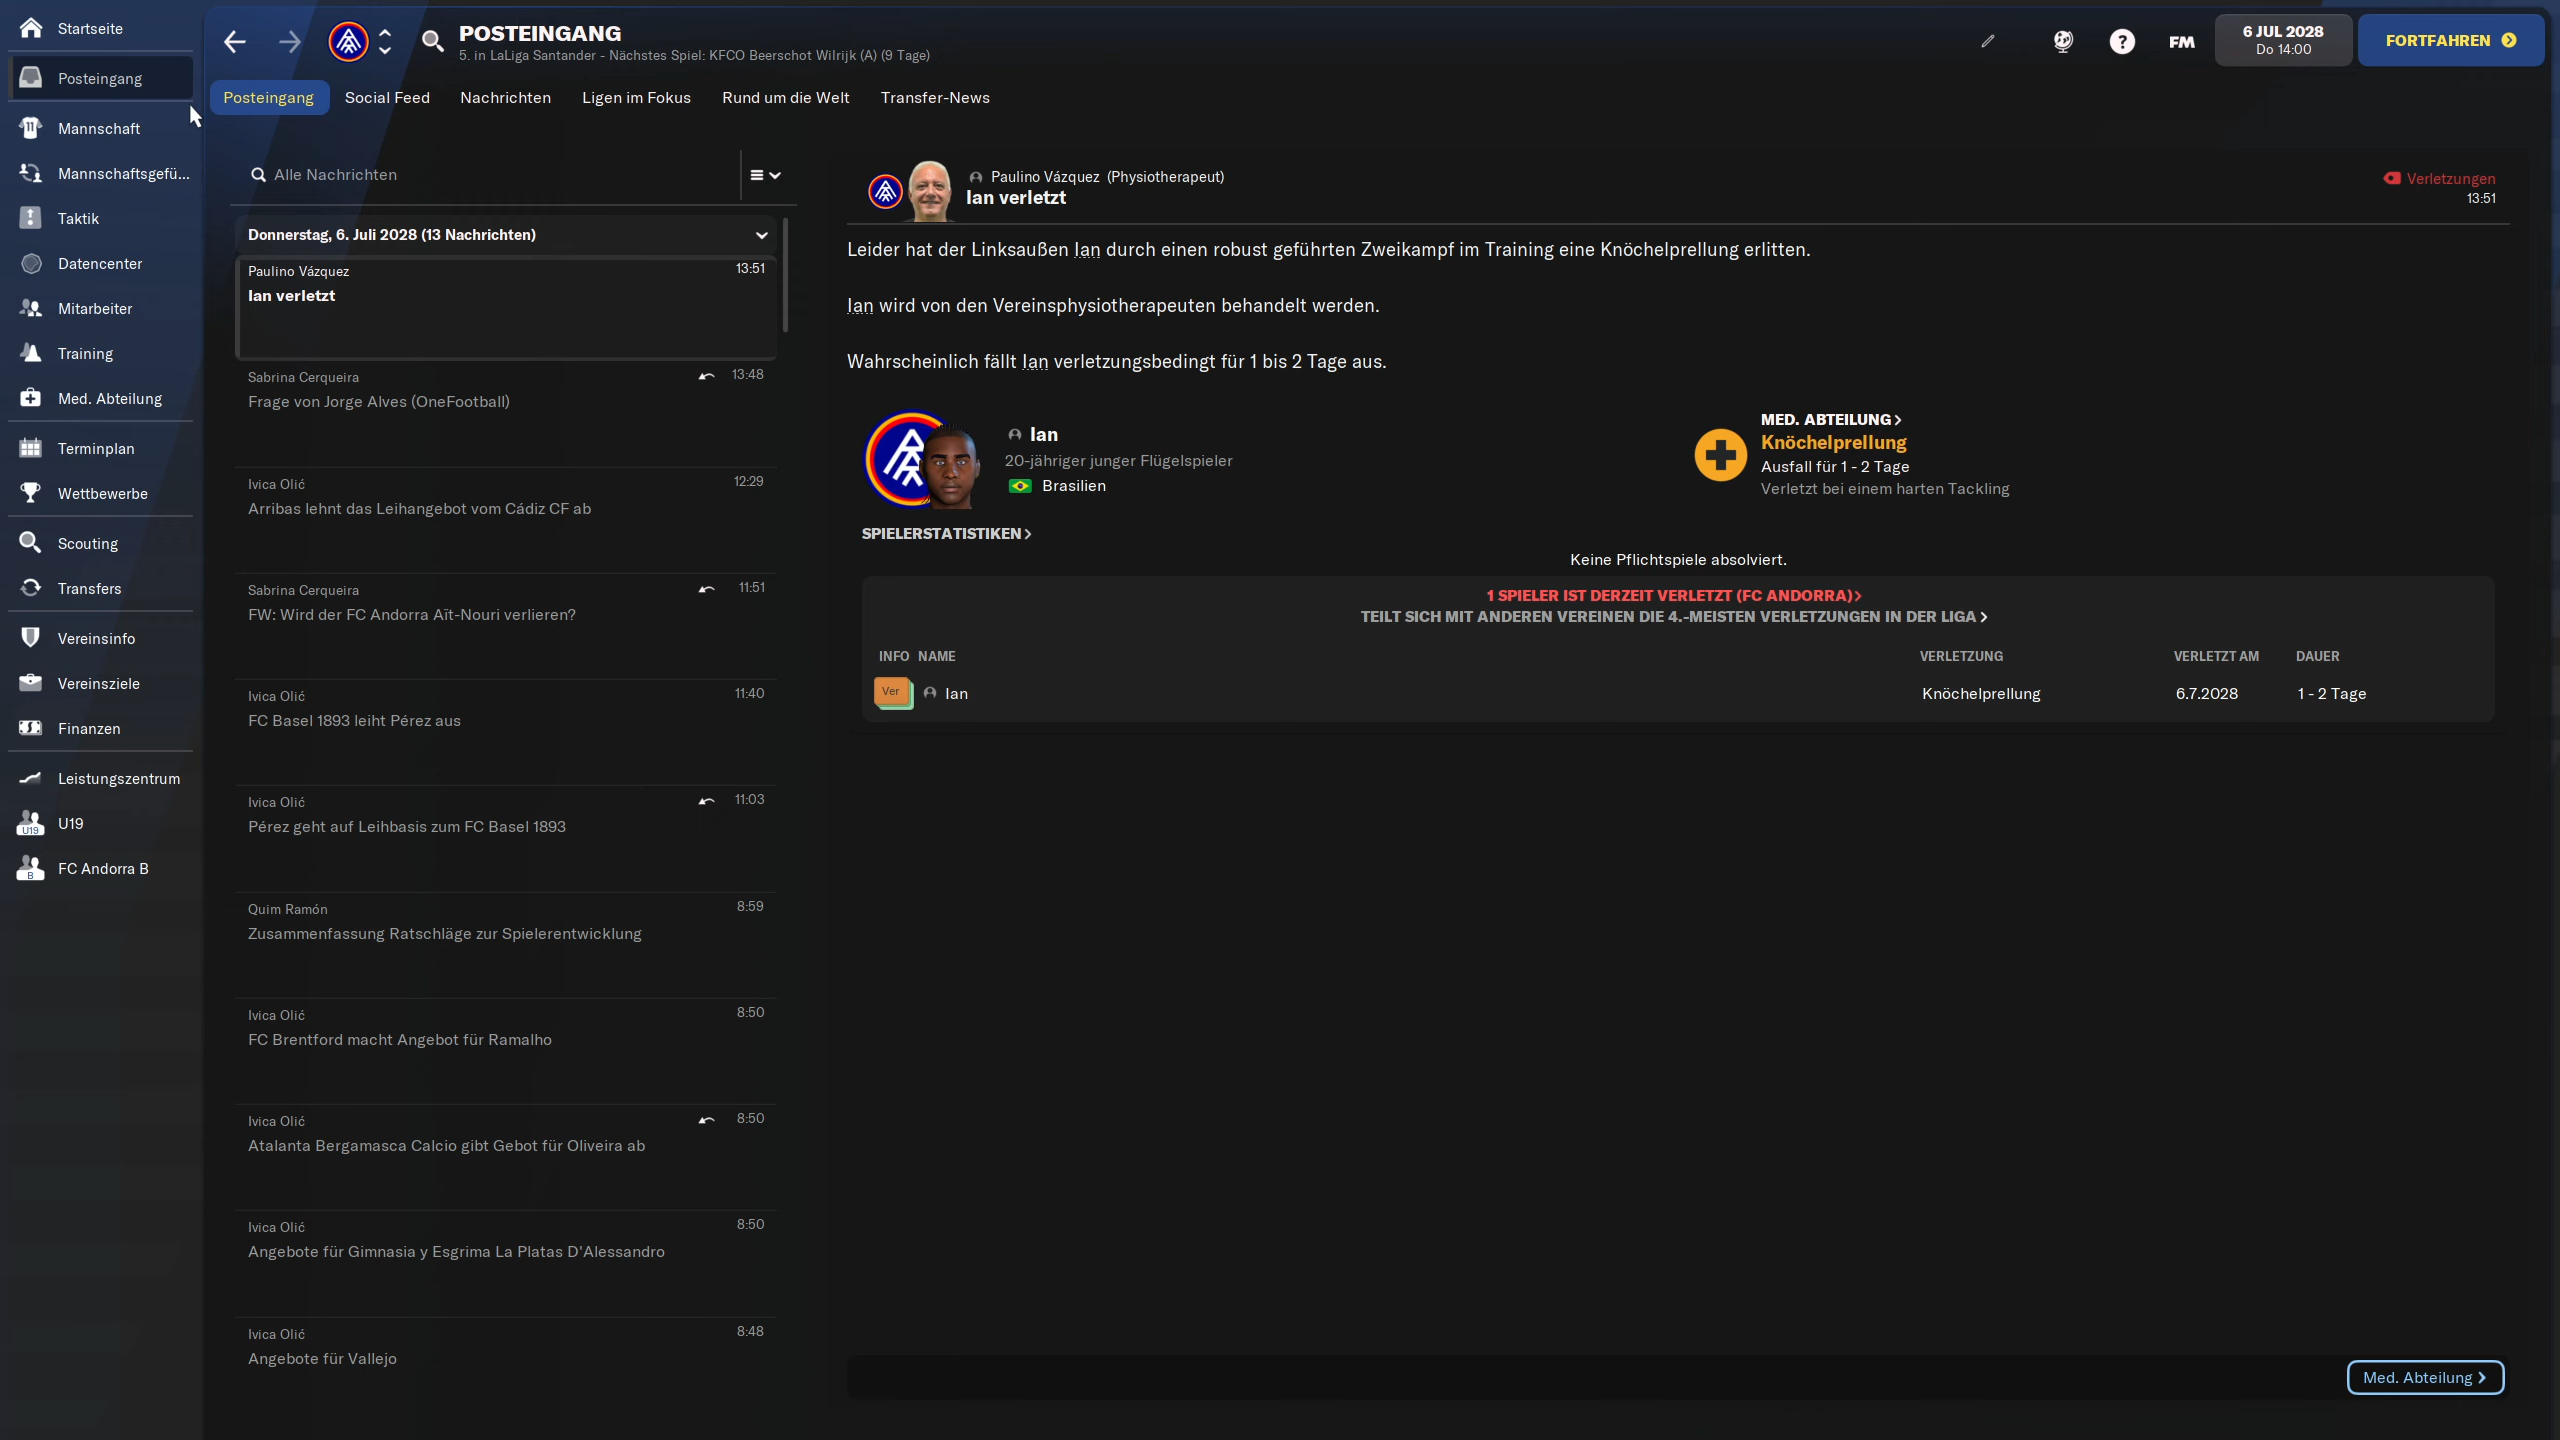 Startseite
Posteingang
Mannschaft
Mannschaftsgefü...
Taktik
Datencenter
Mitarbeiter
Training
Med. Abteilung
Terminplan
Wettbewerbe
Scouting
Transfers
Vereinsinfo
Vereinsziele
Finanzen
Leistungszentrum
U19
U19
B
FC Andorra B
POSTEINGANG
5. in LaLiga Santander - Nächstes Spiel: KFCO Beerschot Wilrijk (A) (9 Tage)
FM
6 JUL 2028
Do 14:00
FORTFAHREN
Posteingang Social Feed Nachrichten Ligen im Fokus Rund um die Welt Transfer-News
Alle Nachrichten
Donnerstag, 6. Juli 2028 (13 Nachrichten)
Paulino Vázquez 13:51
Ian verletzt
Sabrina Cerqueira 13:48
Frage von Jorge Alves (OneFootball)
Ivica Olić 12:29
Arribas lehnt das Leihangebot vom Cádiz CF ab
Sabrina Cerqueira 11:51
FW: Wird der FC Andorra Aït-Nouri verlieren?
Ivica Olić 11:40
FC Basel 1893 leiht Pérez aus
Ivica Olić 11:03
Pérez geht auf Leihbasis zum FC Basel 1893
Quim Ramón 8:59
Zusammenfassung Ratschläge zur Spielerentwicklung
Ivica Olić 8:50
FC Brentford macht Angebot für Ramalho
Ivica Olić 8:50
Atalanta Bergamasca Calcio gibt Gebot für Oliveira ab
Ivica Olić 8:50
Angebote für Gimnasia y Esgrima La Platas D'Alessandro
Ivica Olić 8:48
Angebote für Vallejo
Paulino Vázquez (Physiotherapeut)
Ian verletzt
Verletzungen
13:51
Leider hat der Linksaußen Ian durch einen robust geführten Zweikampf im Training eine Knöchelprellung erlitten.
Ian wird von den Vereinsphysiotherapeuten behandelt werden.
Wahrscheinlich fällt Ian verletzungsbedingt für 1 bis 2 Tage aus.
Ian
20-jähriger junger Flügelspieler
Brasilien
MED. ABTEILUNG
Knöchelprellung
Ausfall für 1 - 2 Tage
Verletzt bei einem harten Tackling
SPIELERSTATISTIKEN
Keine Pflichtspiele absolviert.
1 SPIELER IST DERZEIT VERLETZT (FC ANDORRA)
TEILT SICH MIT ANDEREN VEREINEN DIE 4.-MEISTEN VERLETZUNGEN IN DER LIGA
INFO NAME VERLETZUNG VERLETZT AM DAUER
Ver Ian Knöchelprellung 6.7.2028 1 - 2 Tage
Med. Abteilung